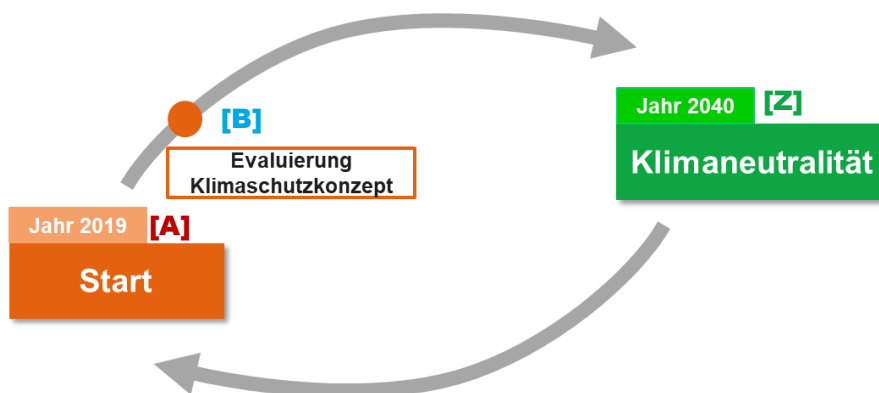 Jahr 2040 [Z]
Klimaneutralität
[B]
Evaluierung
Klimaschutzkonzept
Jahr 2019 [A]
Start